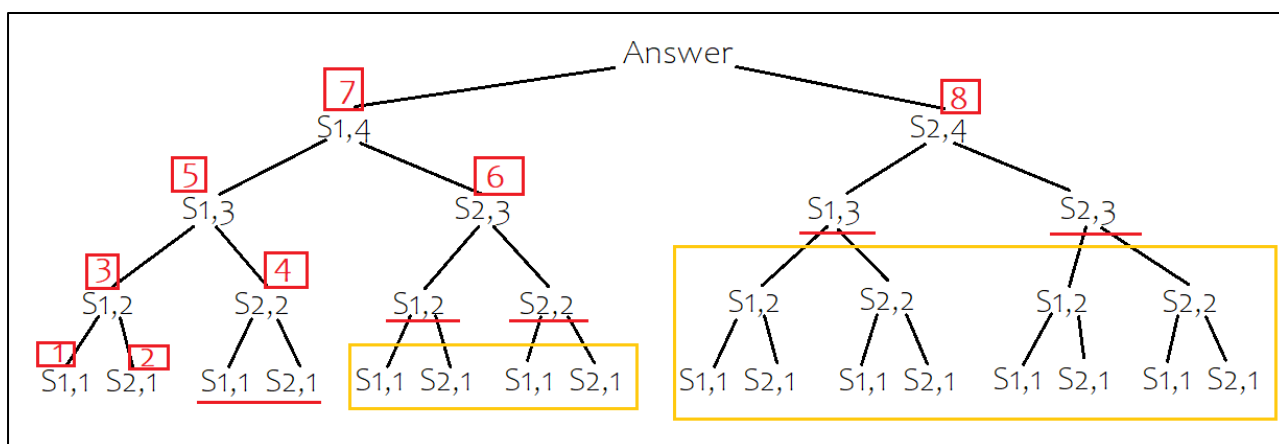 Answer
7 8
S1,4 S2,4
5 6
S1,3 S2,3 S1,3 S2,3
3 4
S1,2 S2,2 S1,2 S2,2 S1,2 S2,2 S1,2 S2,2
1 2
S1,1 S2,1 S1,1 S2,1 S1,1 S2,1 S1,1 S2,1 S1,1 S2,1 S1,1 S2,1 S1,1 S2,1 S1,1 S2,1